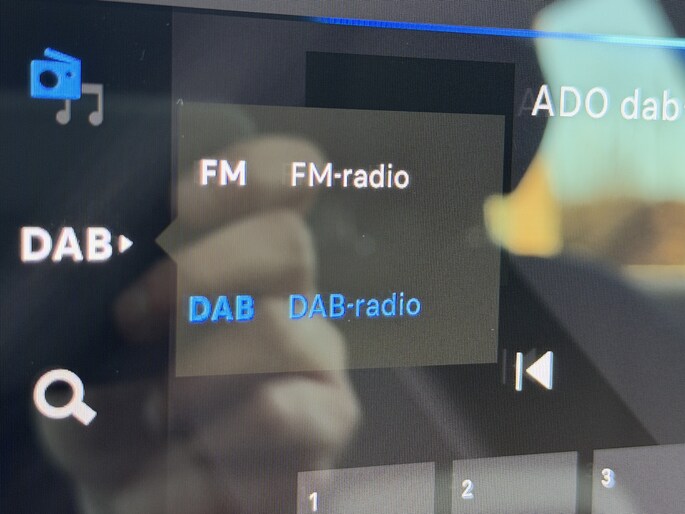 ADO dab
FM FM-radio
DAB
DAB DAB-radio
1 2 3